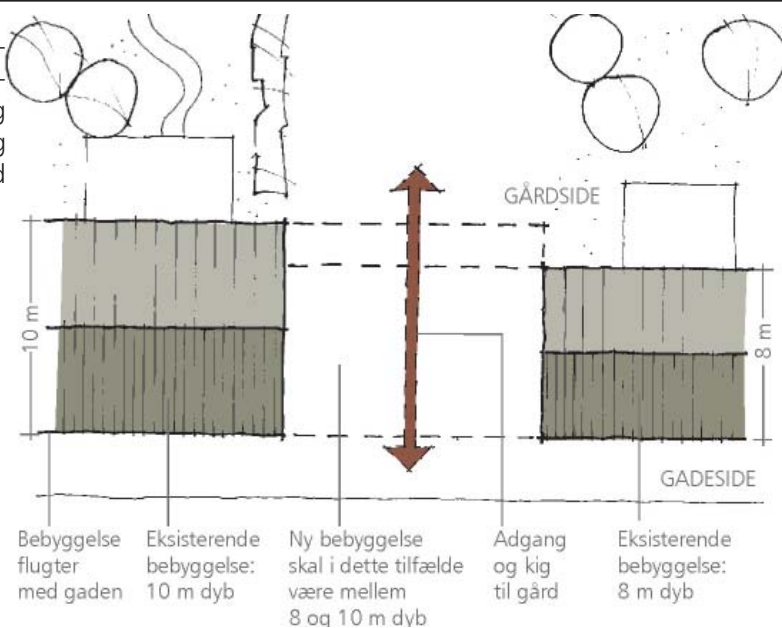 g
g
d
GÅRDSIDE
10 m
8 m
GADESIDE
Bebyggelse
flugter
med gaden
Eksisterende
bebyggelse:
10 m dyb
Ny bebyggelse
skal i dette tilfælde
være mellem
8 og 10 m dyb
Adgang
og kig
til gård
Eksisterende
bebyggelse:
8 m dyb